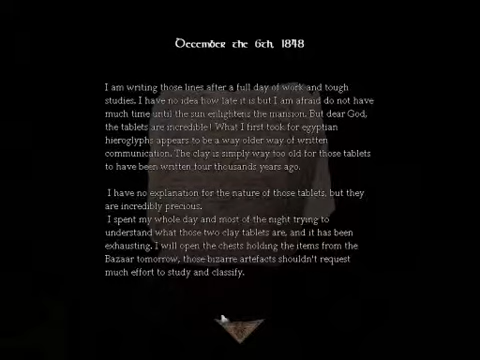 December the 6th, 1848
I am writing those lines after a full day of work and tough
studies. I have no idea how late it is but I am afraid do not have
much time until the sun enlightens the mansion. But dear God,
the tablets are incredible! What I first took for egyptian
hieroglyphs appears to be a way older way of written
communication. The clay is simply way too old for those tablets
to have been written four thousands years ago.
I have no explanation for the nature of those tablets, but they
are incredibly precious.
I spent my whole day and most of the night trying to
understand what those two clay tablets are, and it has been
exhausting. I will open the chests holding the items from the
Bazaar tomorrow, those bizarre artefacts shouldn't request
much effort to study and classify.